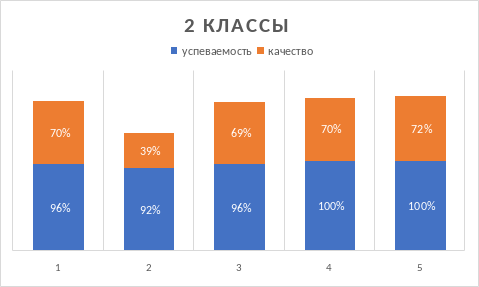 2 КЛАССЫ
успеваемость качество
70% 39% 69% 70% 72%
96% 92% 96% 100% 100%
1 2 3 4 5